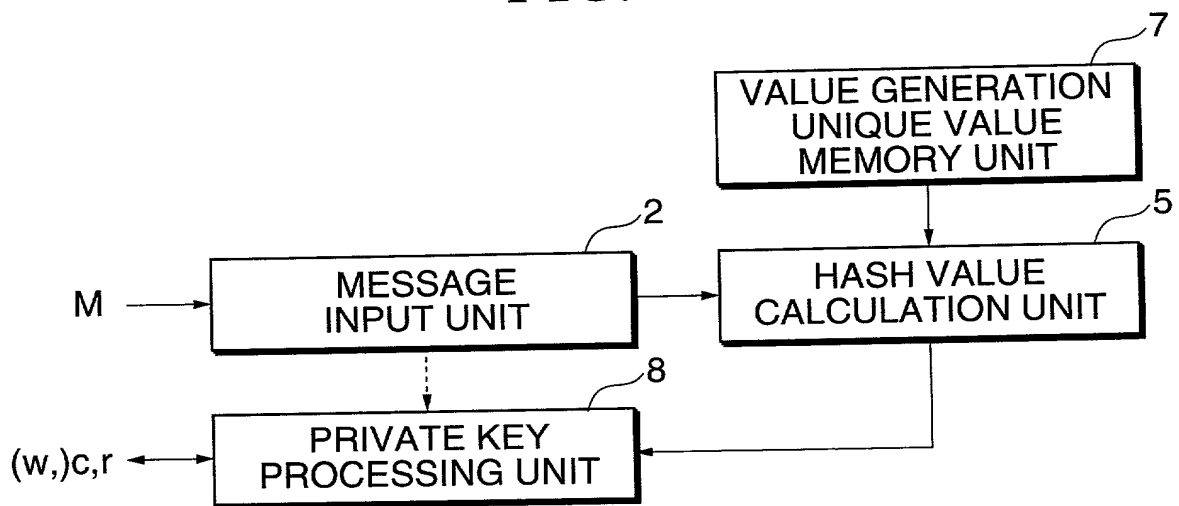 7
VALUE GENERATION
UNIQUE VALUE
MEMORY UNIT
2
5
M
MESSAGE
INPUT UNIT
HASH VALUE
CALCULATION UNIT
8
(w,)c,r
PRIVATE KEY
PROCESSING UNIT